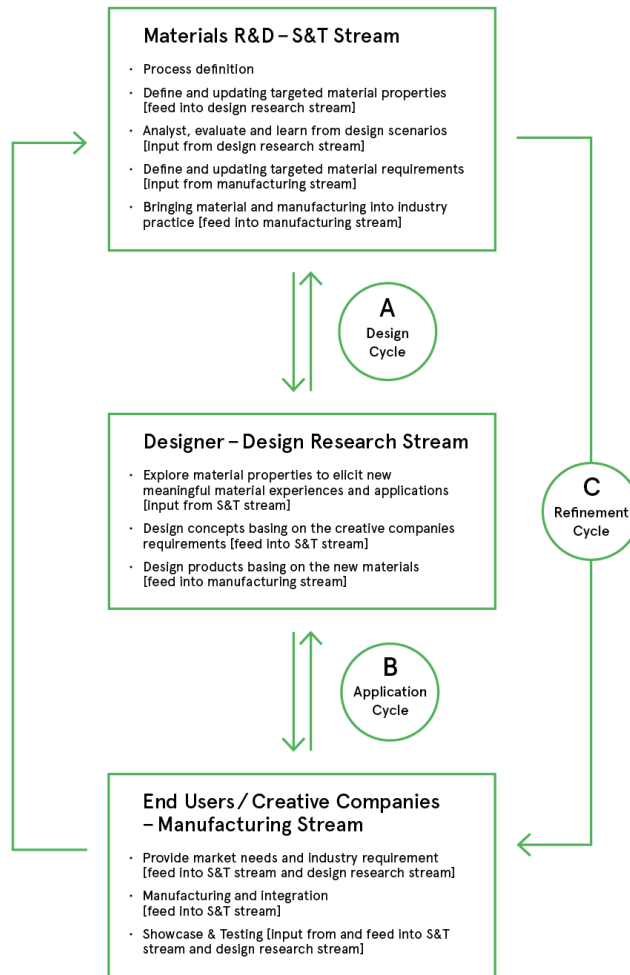 Materials R&D – S&T Stream
· Process definition
· Define and updating targeted material properties
[feed into design research stream]
· Analyst, evaluate and learn from design scenarios
[input from design research stream]
· Define and updating targeted material requirements
[input from manufacturing stream]
· Bringing material and manufacturing into industry
practice [feed into manufacturing stream]
A
Design
Cycle
Designer – Design Research Stream
· Explore material properties to elicit new
meaningful material experiences and applications
[input from S&T stream]
· Design concepts basing on the creative companies
requirements [feed into S&T stream]
· Design products basing on the new materials
[feed into manufacturing stream]
C
Refinement
Cycle
B
Application
Cycle
End Users / Creative Companies
– Manufacturing Stream
· Provide market needs and industry requirement
[feed into S&T stream and design research stream]
· Manufacturing and integration
[feed into S&T stream]
· Showcase & Testing [input from and feed into S&T
stream and design research stream]